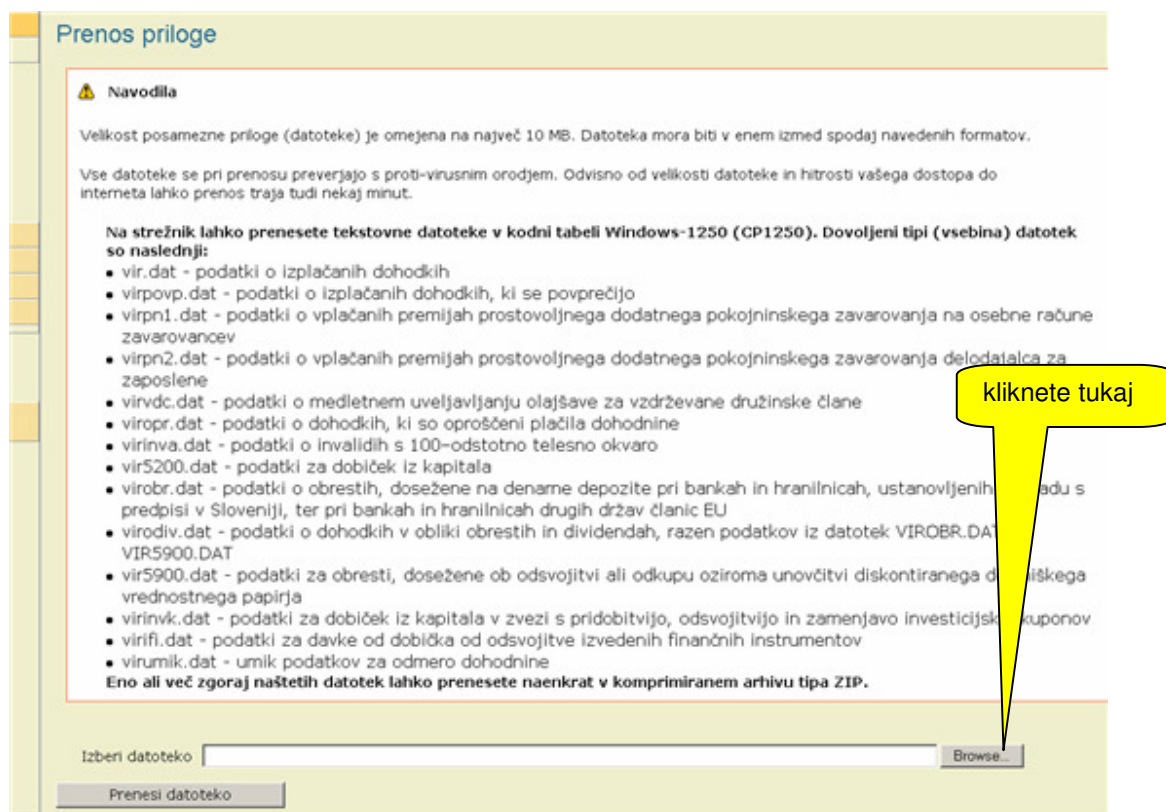 Prenos priloge
Navodila
Velikost posamezne priloge (datoteke) je omejena na največ 10 MB. Datoteka mora biti v enem izmed spodaj navedenih formatov.
Vse datoteke se pri prenosu preverjajo s proti-virusnim orodjem. Odvisno od velikosti datoteke in hitrosti vašega dostopa do
interneta lahko prenos traja tudi nekaj minut.
Na strežnik lahko prenesete tekstovne datoteke v kodni tabeli Windows-1250 (CP1250). Dovoljeni tipi (vsebina) datotek
so naslednji:
• vir.dat - podatki o izplačanih dohodkih
• virpovp.dat - podatki o izplačanih dohodkih, ki se povprečijo
• virpn1.dat - podatki o vplačanih premijah prostovoljnega dodatnega pokojninskega zavarovanja na osebne račune
zavarovancev
• virpn2.dat - podatki o vplačanih premijah prostovoljnega dodatnega pokojninskega zavarovanja delodajalca za
zaposlene
kliknete tukaj
• virvdc.dat - podatki o medletnem uveljavljanju olajšave za vzdrževane družinske člane
• viropr.dat - podatki o dohodkih, ki so oproščeni plačila dohodnine
• virinva.dat - podatki o invalidih s 100-odstotno telesno okvaro
• vir5200.dat - podatki za dobiček iz kapitala
• virobr.dat - podatki o obrestih, dosežene na denarne depozite pri bankah in hranilnicah, ustanovljenih adu s
predpisi v Sloveniji, ter pri bankah in hranilnicah drugih držav članic EU
• virodiv.dat - podatki o dohodkih v obliki obrestih in dividendah, razen podatkov iz datotek VIROBR.DAT
VIR5900.DAT
• vir5900.dat - podatki za obresti, dosežene ob odsvojitvi ali odkupu oziroma unovčitvi diskontiranega d niškega
vrednostnega papirja
• virinvk.dat - podatki za dobiček iz kapitala v zvezi s pridobitvijo, odsvojitvijo in zamenjavo investicijsk kuponov
• virifi.dat - podatki za davke od dobička od odsvojitve izvedenih finančnih instrumentov
• virumik.dat - umik podatkov za odmero dohodnine
Eno ali več zgoraj naštetih datotek lahko prenesete naenkrat v komprimiranem arhivu tipa ZIP.
Izberi datoteko Browse...
Prenesi datoteko